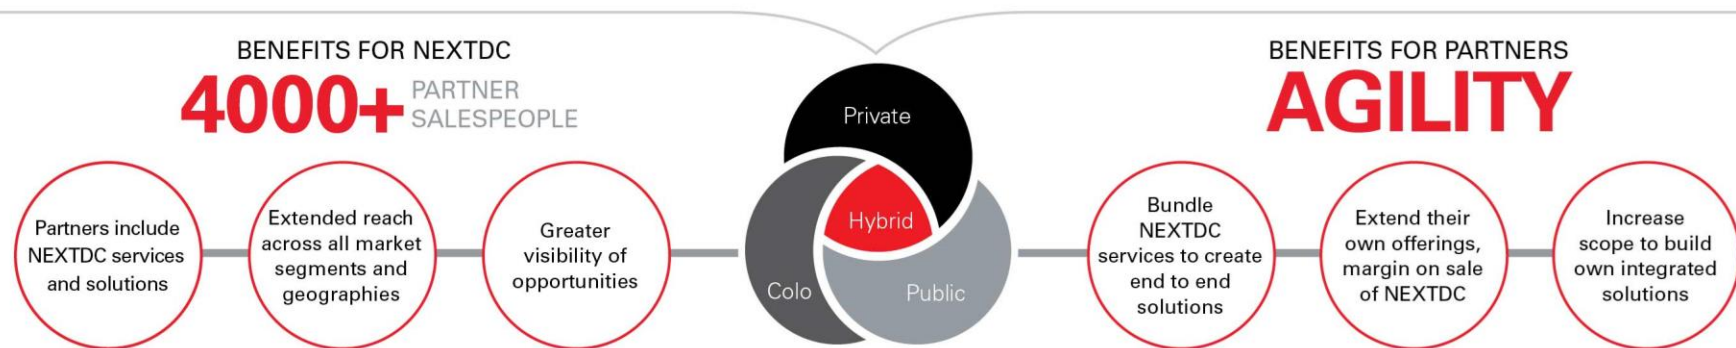 BENEFITS FOR NEXTDC
4000+
PARTNER
SALESPEOPLE
Partners include
NEXTDC services
and solutions
Extended reach
across all market
segments and
geographies
Greater
visibility of
opportunities
Private
Hybrid
Colo
Public
BENEFITS FOR PARTNERS
AGILITY
Bundle
NEXTDC
services to create
end to end
solutions
Extend their
own offerings,
margin on sale
of NEXTDC
Increase
scope to build
own integrated
solutions